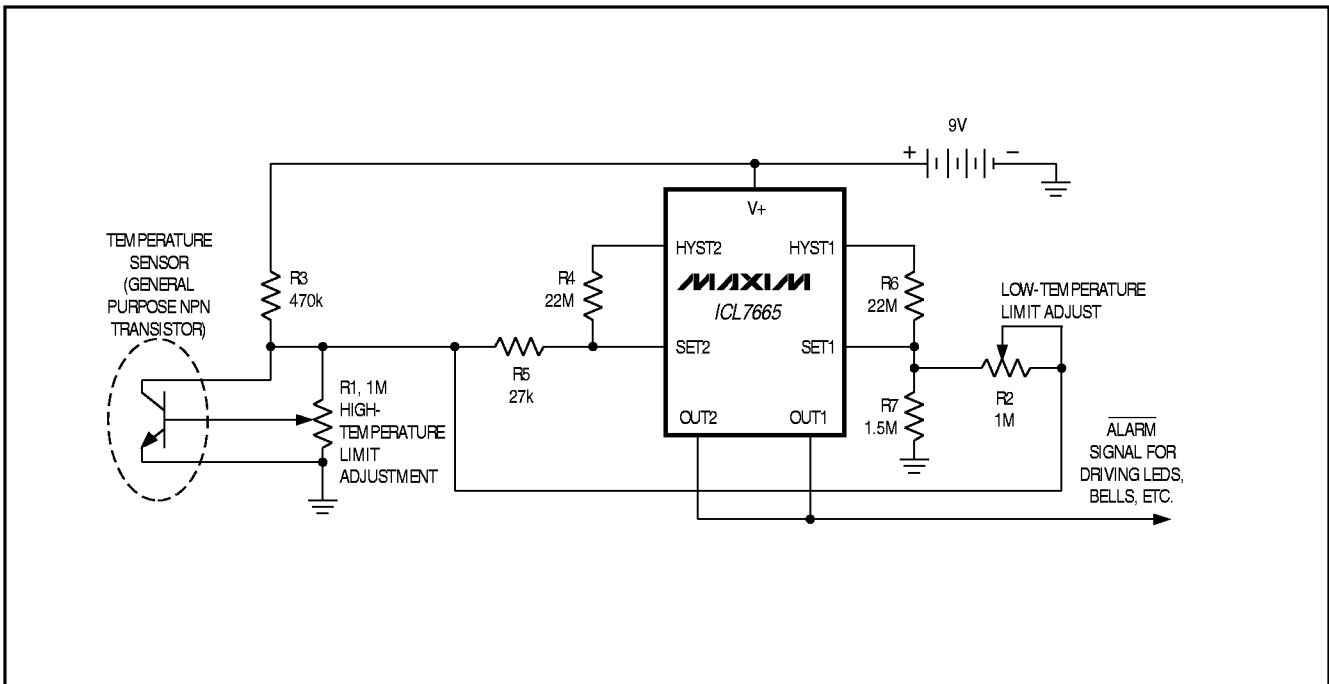 9V
+
−
V+
TEMPERATURE
SENSOR
(GENERAL
PURPOSE NPN
TRANSISTOR)
R3
470k
R4
22M
HYST2
HYST1
MAXIM
ICL7665
R6
22M
LOW-TEMPERATURE
LIMIT ADJUST
SET2
SET1
R5
27k
R1, 1M
HIGH-
TEMPERATURE
LIMIT
ADJUSTMENT
R2
1M
R7
1.5M
OUT2
OUT1
ALARM
SIGNAL FOR
DRIVING LEDS,
BELLS, ETC.